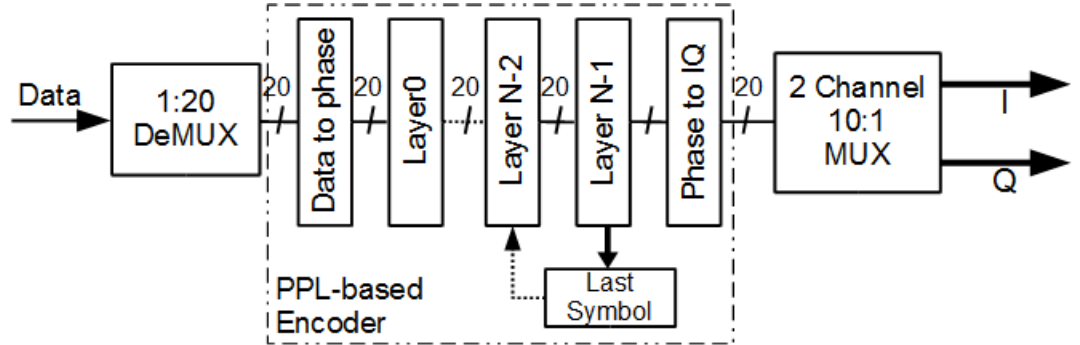 Data
1:20
DeMUX
20
Data to phase
20
Layer0
20
Layer N-2
20
Layer N-1
Phase to IQ
20
2 Channel
10:1
MUX
I
Q
Last
Symbol
PPL-based
Encoder